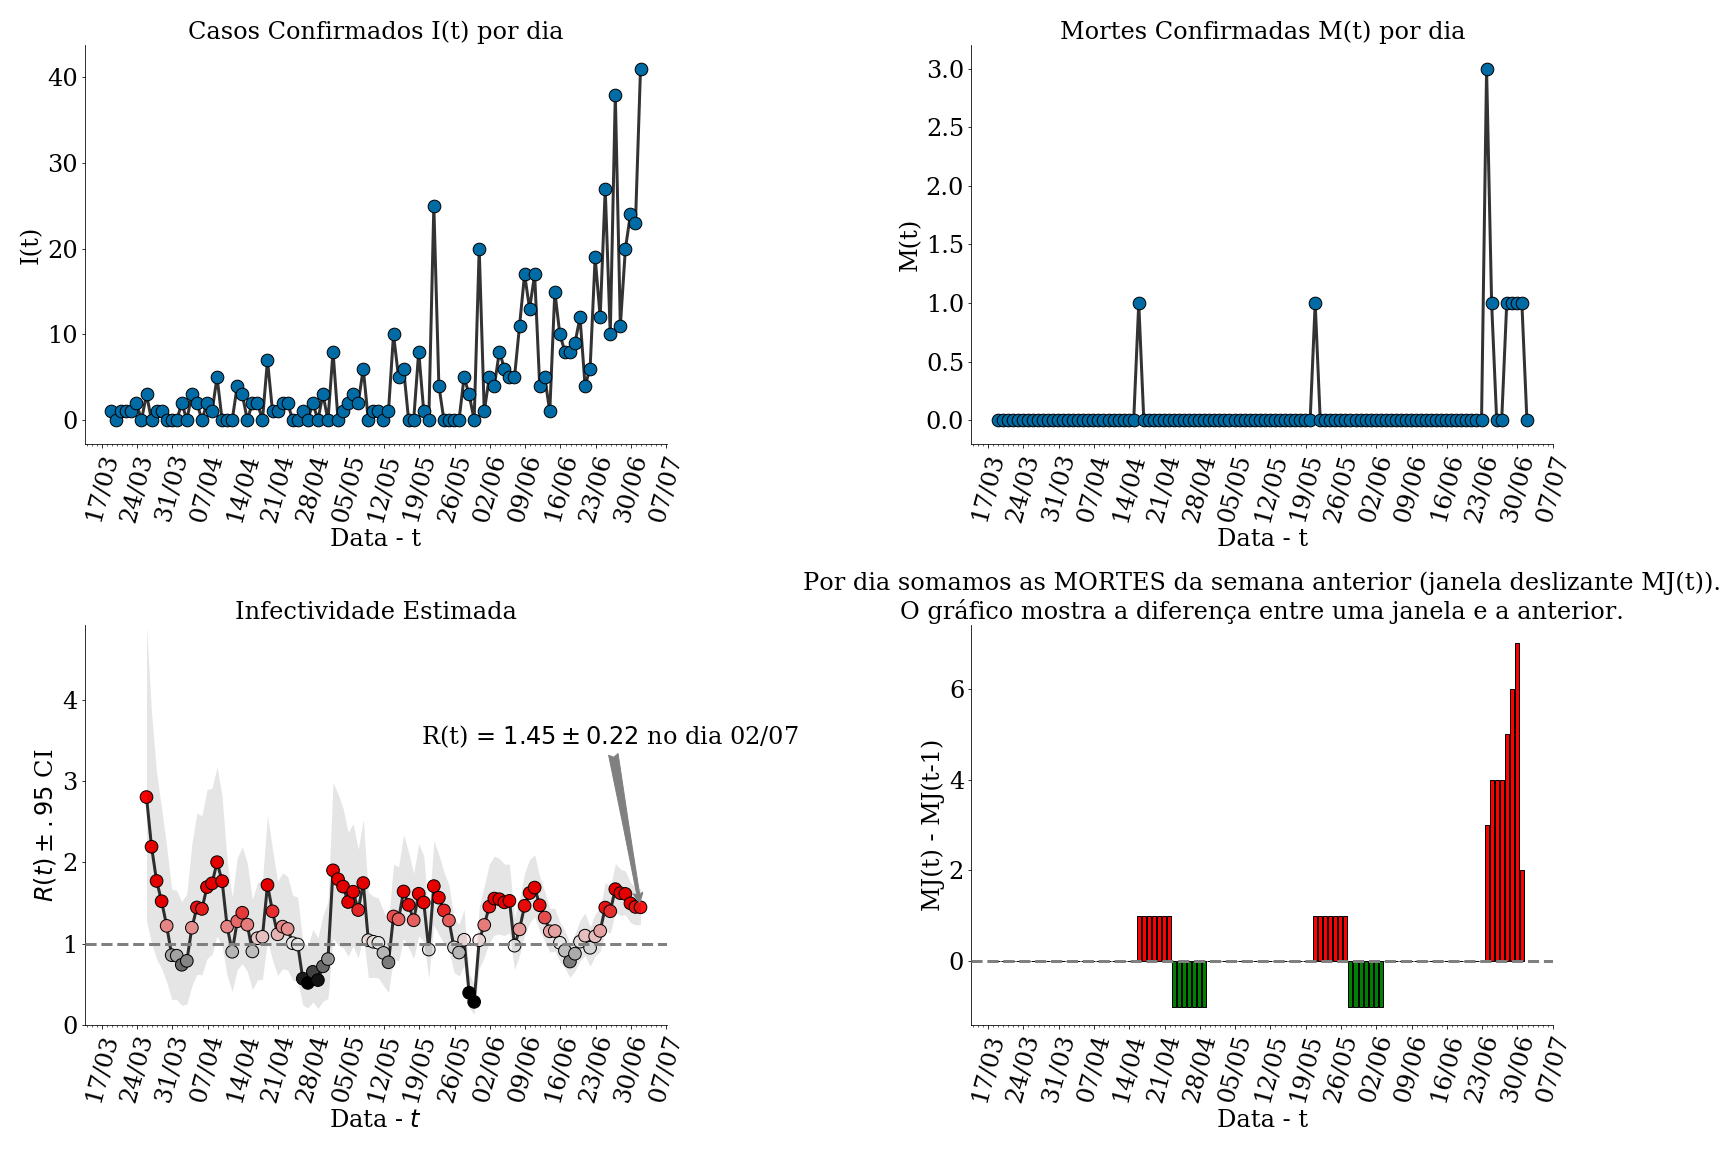 Casos Confirmados I(t) por dia
I(t)
40
30
20
10
0
17/03 24/03 31/03 07/04 14/04 21/04 28/04 05/05 12/05 19/05 26/05 02/06 09/06 16/06 23/06 30/06 07/07
Data - t
Mortes Confirmadas M(t) por dia
M(t)
3.0
2.5
2.0
1.5
1.0
0.5
0.0
17/03 24/03 31/03 07/04 14/04 21/04 28/04 05/05 12/05 19/05 26/05 02/06 09/06 16/06 23/06 30/06 07/07
Data - t
Infectividade Estimada
R(t) ± .95 CI
4
3
2
1
0
R(t) = 1.45 ± 0.22 no dia 02/07
17/03 24/03 31/03 07/04 14/04 21/04 28/04 05/05 12/05 19/05 26/05 02/06 09/06 16/06 23/06 30/06 07/07
Data - t
Por dia somamos as MORTES da semana anterior (janela deslizante MJ(t)).
O gráfico mostra a diferença entre uma janela e a anterior.
MJ(t) - MJ(t-1)
6
4
2
0
17/03 24/03 31/03 07/04 14/04 21/04 28/04 05/05 12/05 19/05 26/05 02/06 09/06 16/06 23/06 30/06 07/07
Data - t